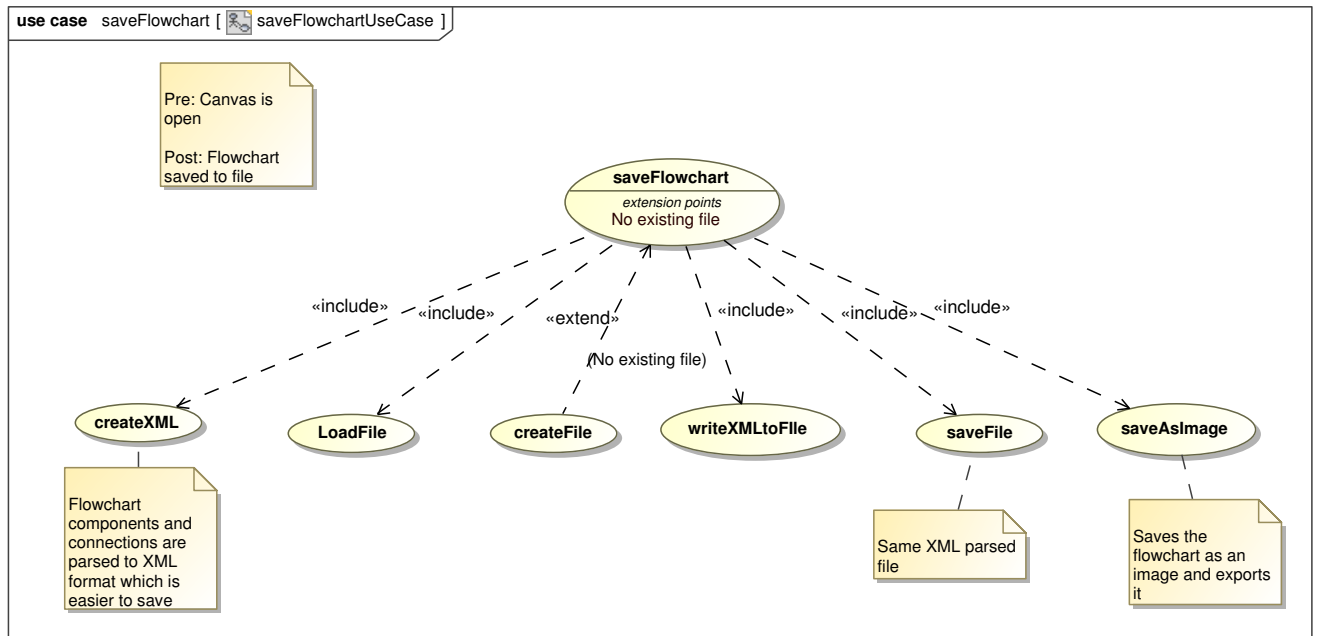 use case saveFlowchart [ saveFlowchartUseCase ]
Pre: Canvas is
open
Post: Flowchart
saved to file
saveFlowchart
extension points
No existing file
«include»
«include»
«extend»
(No existing file)
«include»
«include»
«include»
createXML
LoadFile
createFile
writeXMLtoFIle
saveFile
saveAsImage
Flowchart
components and
connections are
parsed to XML
format which is
easier to save
Same XML parsed
file
Saves the
flowchart as an
image and exports
it